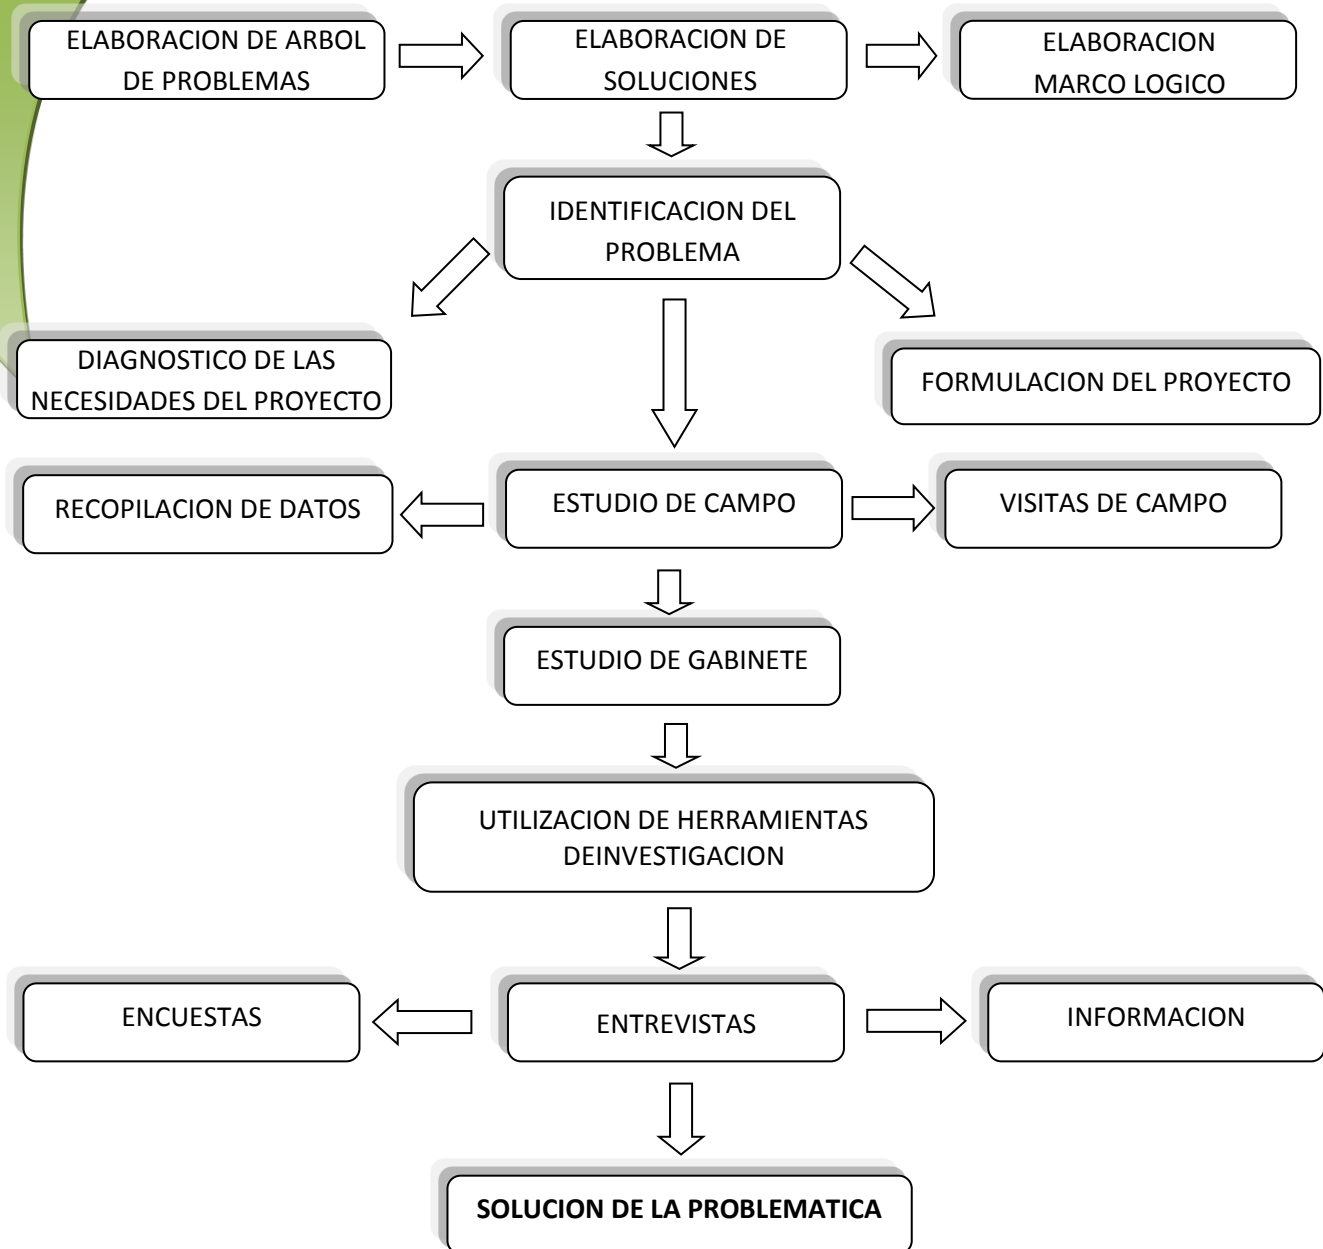 ELABORACION DE ARBOL
DE PROBLEMAS
ELABORACION DE
SOLUCIONES
ELABORACION
MARCO LOGICO
IDENTIFICACION DEL
PROBLEMA
DIAGNOSTICO DE LAS
NECESIDADES DEL PROYECTO
FORMULACION DEL PROYECTO
RECOPILACION DE DATOS
ESTUDIO DE CAMPO
VISITAS DE CAMPO
ESTUDIO DE GABINETE
UTILIZACION DE HERRAMIENTAS
DEINVESTIGACION
ENCUESTAS
ENTREVISTAS
INFORMACION
SOLUCION DE LA PROBLEMATICA